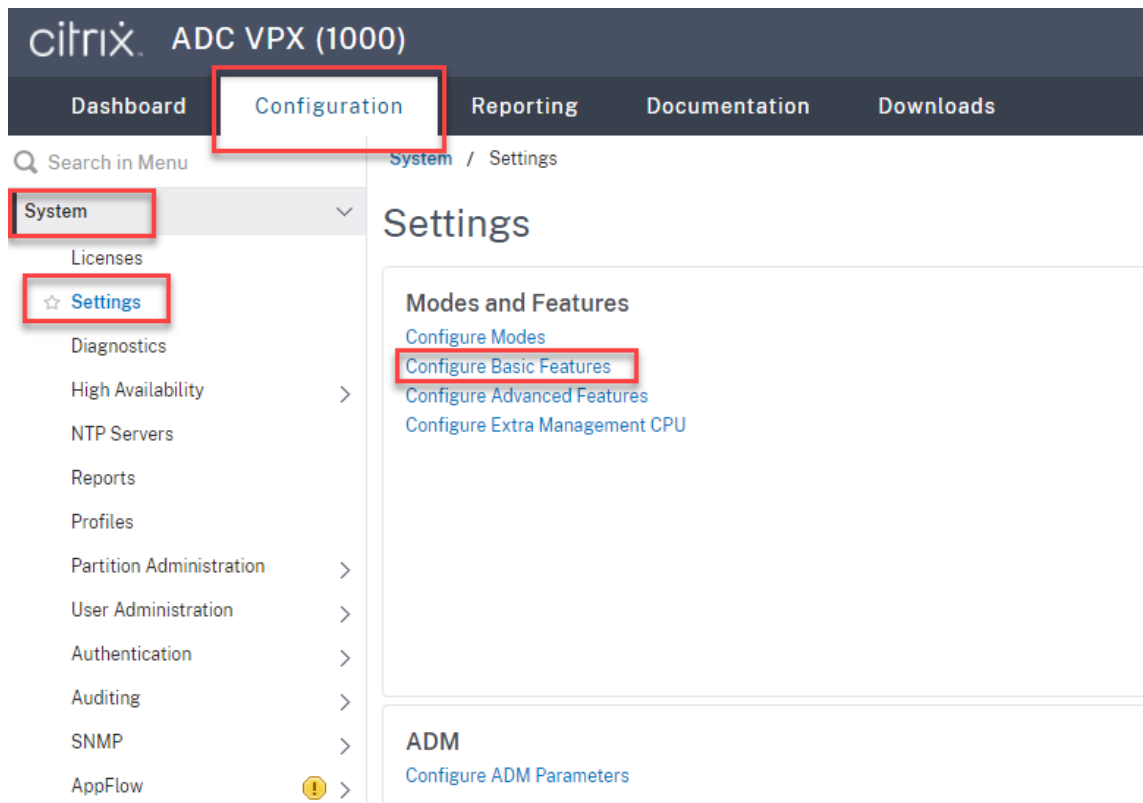 citrix. ADC VPX (1000)
Dashboard Configuration Reporting Documentation Downloads
Search in Menu
System / Settings
System
Licenses
Settings
Diagnostics
High Availability
NTP Servers
Reports
Profiles
Partition Administration
User Administration
Authentication
Auditing
SNMP
AppFlow
!
Settings
Modes and Features
Configure Modes
Configure Basic Features
Configure Advanced Features
Configure Extra Management CPU
ADM
Configure ADM Parameters